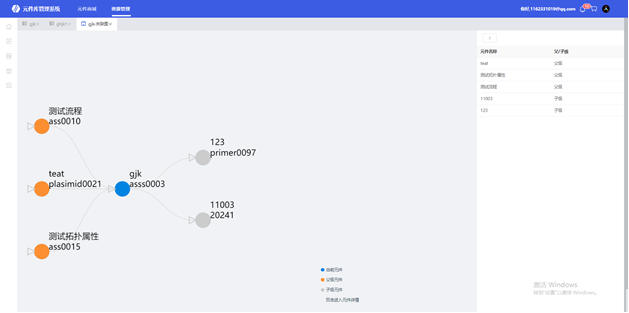 元件库管理系统
元件商城
资源管理
你好,1162331019@qq.com
gjk
gjk
gjk-关联图
元件名称
父/子级
teat
父级
测试拓扑属性
父级
测试流程
父级
11003
子级
123
子级
测试流程
ass0010
teat
plasimid0021
测试拓扑属性
ass0015
gjk
asss0003
123
primer0097
11003
20241
当前元件
父级元件
子级元件
双击进入元件详情
激活 Windows
转到"设置"以激活 Windows。